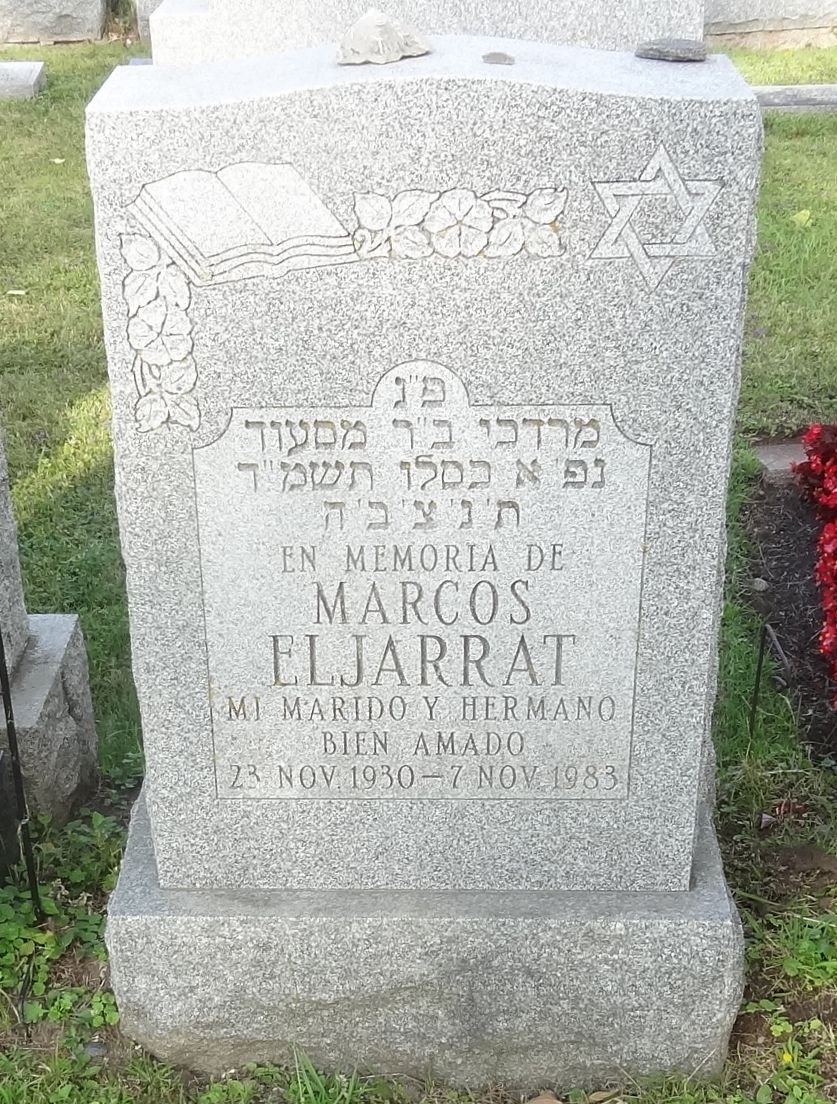 פ"נ
מרדכי ב"ר מסעוד
נפ' א' כסלו תשמ"ד
ת'נ'צ'ב'ה
EN MEMORIA DE
MARCOS
ELJARRAT
MI MARIDO Y HERMANO
BIEN AMADO
23 NOV. 1930 – 7 NOV. 1983